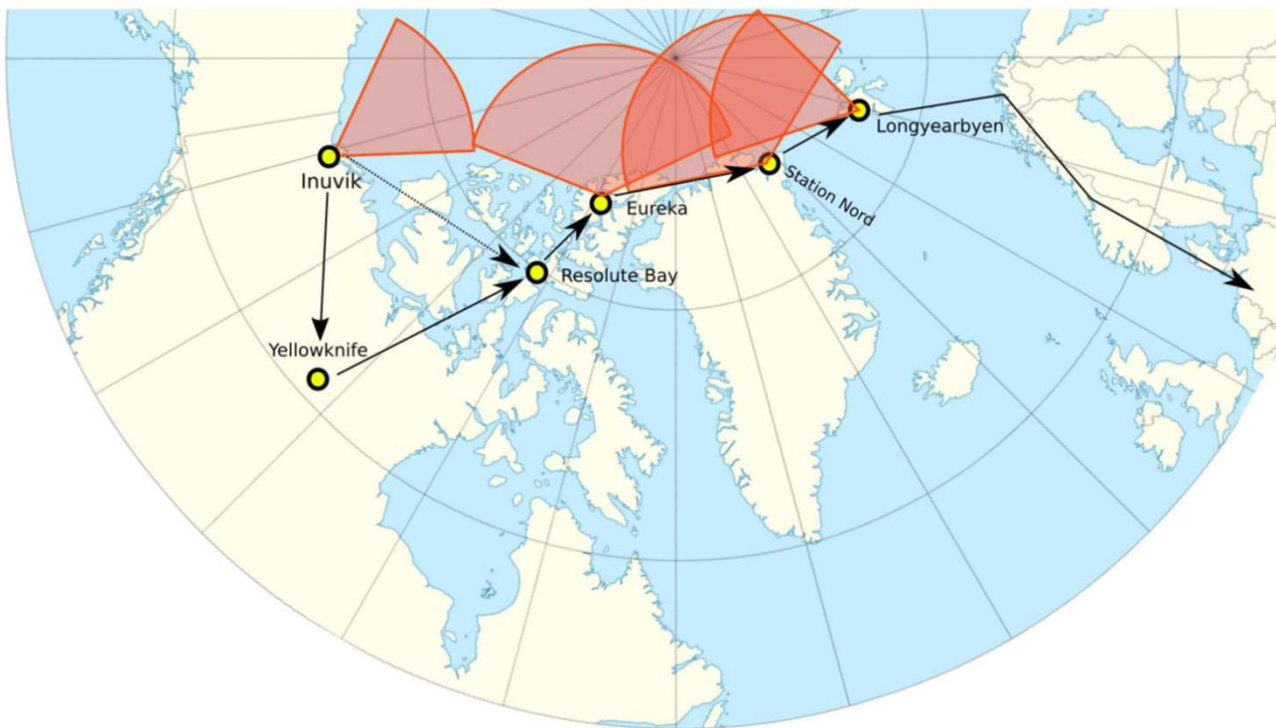 Longyearbyen
Inuvik
Station Nord
Eureka
Resolute Bay
Yellowknife